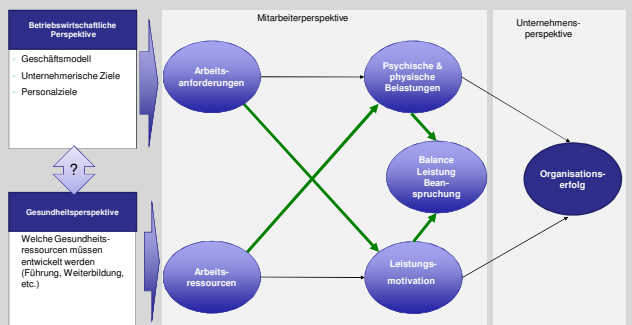 Betriebswirtschaftliche
Perspektive
Geschäftsmodell
Unternehmerische Ziele
Personalziele
?
Gesundheitsperspektive
Welche Gesundheits-
ressourcen müssen
entwickelt werden
(Führung, Weiterbildung,
etc.)
Mitarbeiterperspektive
Arbeits-
anforderungen
Psychische &
physische
Belastungen
Balance
Leistung
Bean-
spruchung
Arbeits-
ressourcen
Leistungs-
motivation
Unternehmens-
perspektive
Organisations-
erfolg